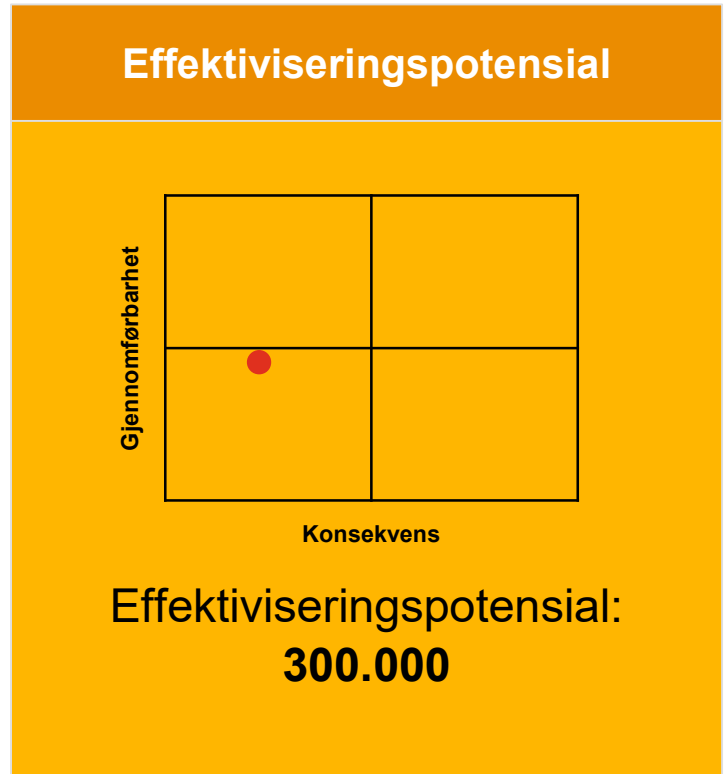 Effektiviseringspotensial
Gjennomførbarhet
Konsekvens
Effektiviseringspotensial:
300.000